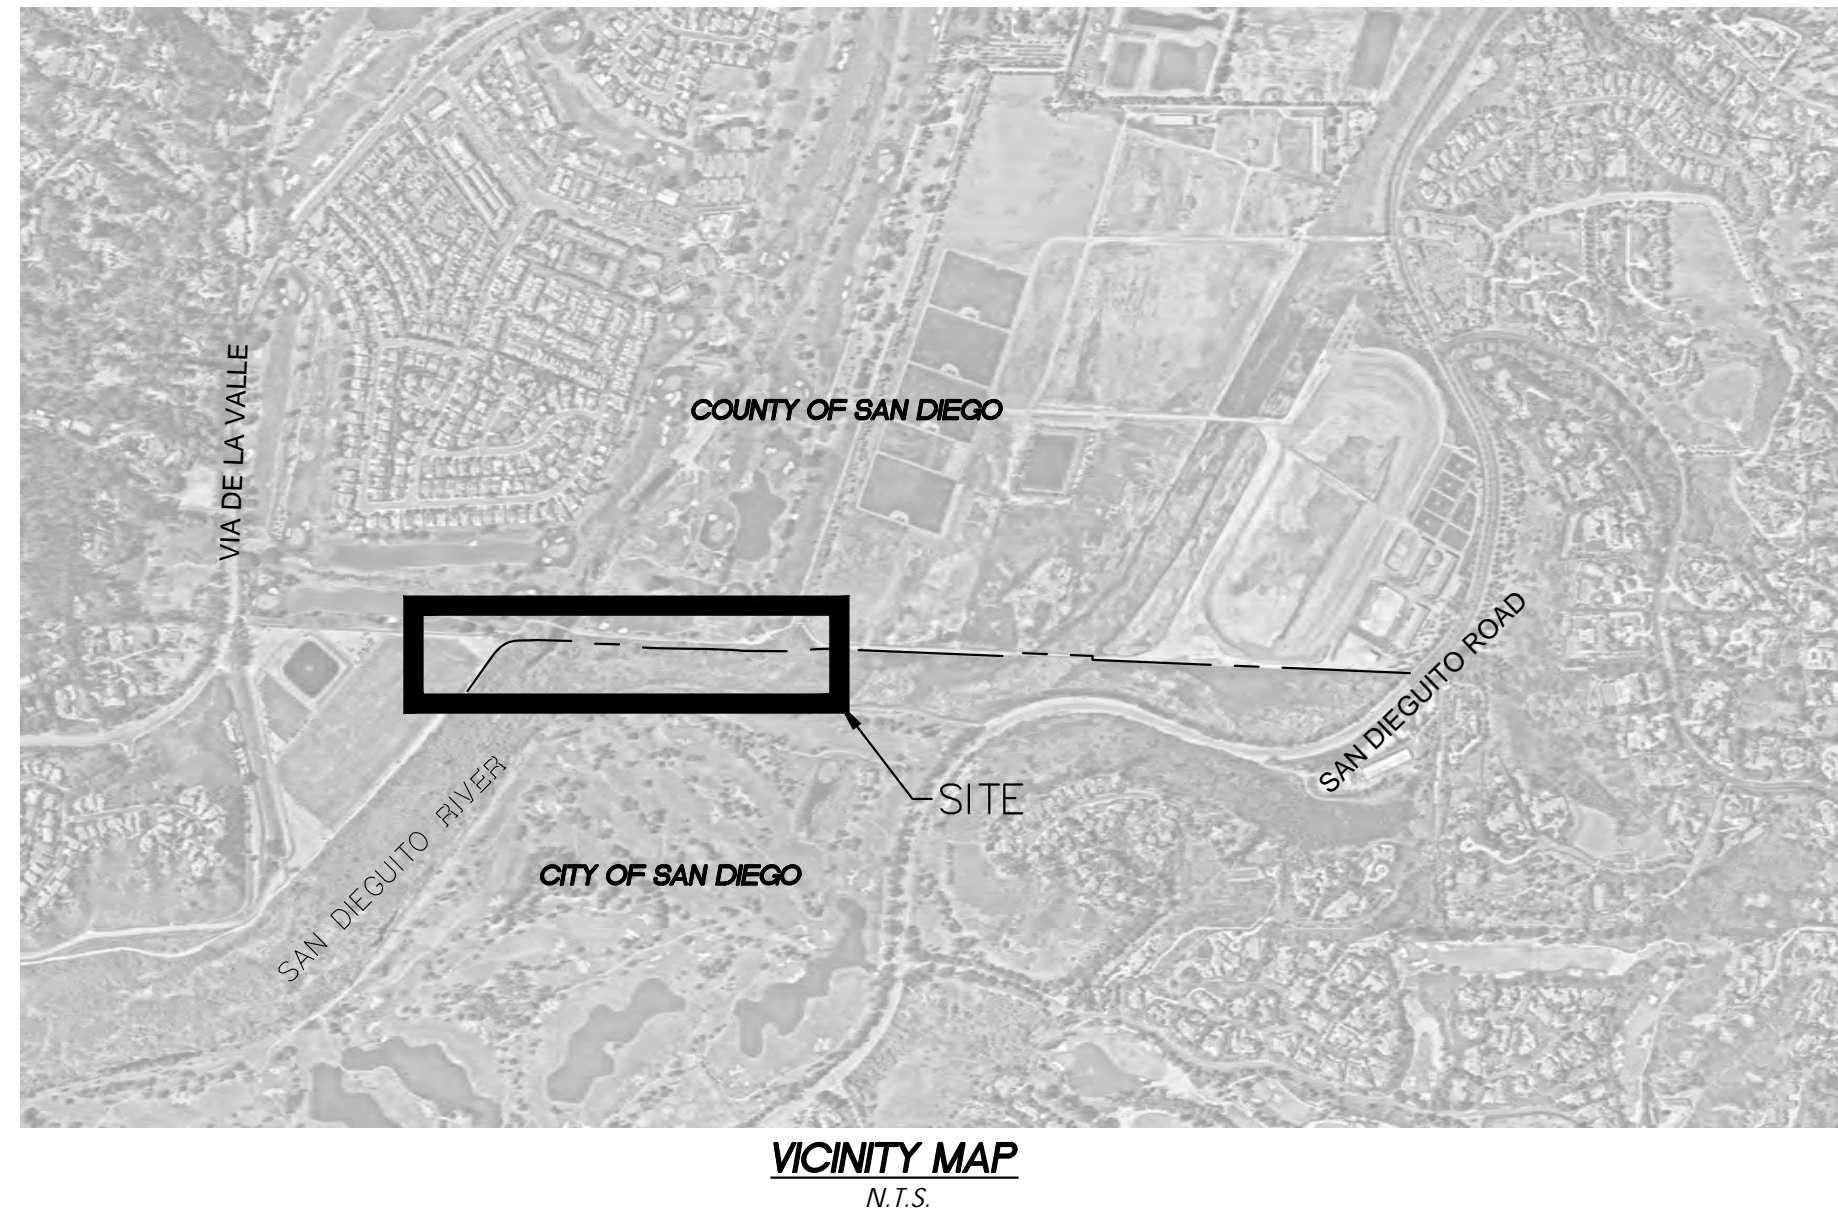 VIA DE LA VALLE
COUNTY OF SAN DIEGO
SAN DIEGUITO ROAD
SAN DIEGUITO RIVER
SITE
CITY OF SAN DIEGO
VICINITY MAP
N.T.S.